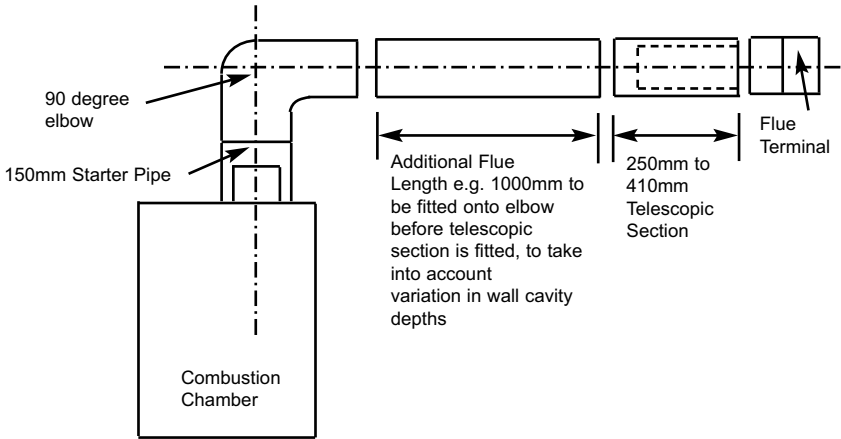 90 degree
elbow
150mm Starter Pipe
Additional Flue
Length e.g. 1000mm to
be fitted onto elbow
before telescopic
section is fitted, to take
into account
variation in wall cavity
depths
250mm to
410mm
Telescopic
Section
Flue
Terminal
Combustion
Chamber